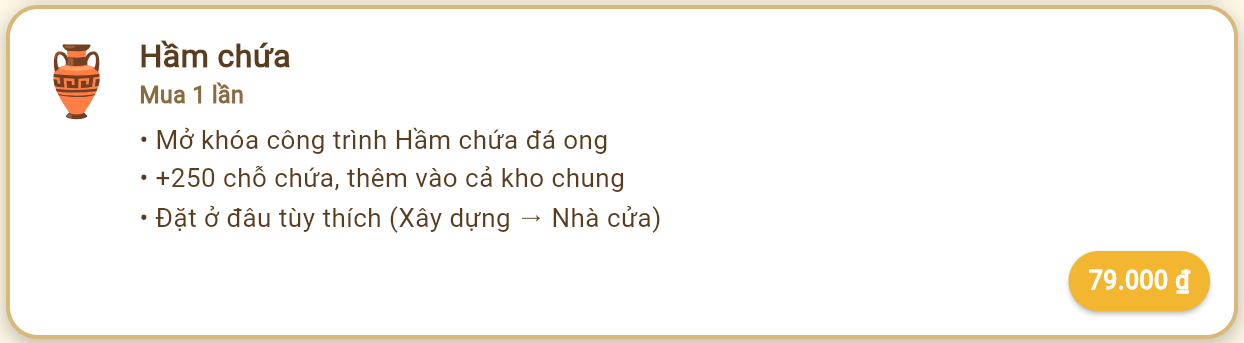 Hầm chứa
Mua 1 lần
• Mở khóa công trình Hầm chứa đá ong
• +250 chỗ chứa, thêm vào cả kho chung
• Đặt ở đâu tùy thích (Xây dựng → Nhà cửa)
79.000 ₫